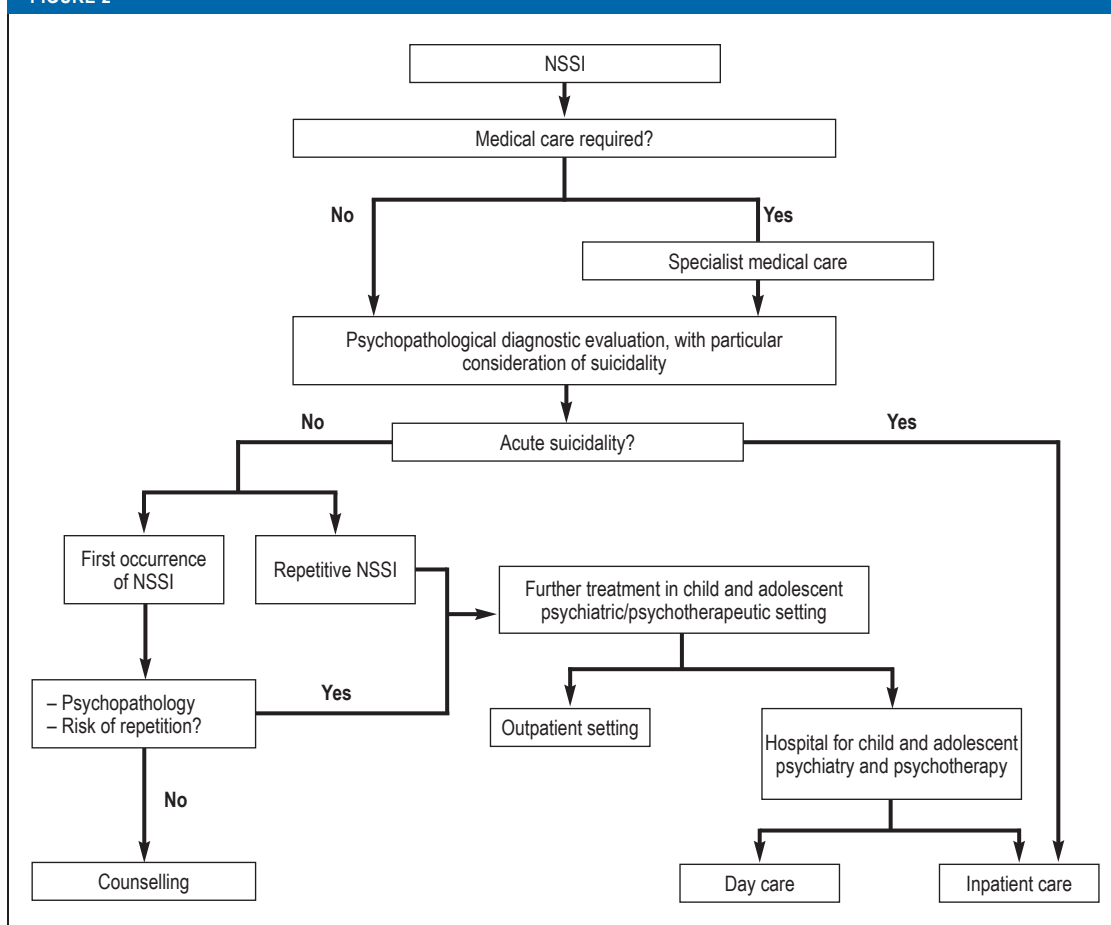 FIGURE 2
NSSI
Medical care required?
No
Yes
Specialist medical care
Psychopathological diagnostic evaluation, with particular
consideration of suicidality
No
Yes
Acute suicidality?
First occurrence
of NSSI
Repetitive NSSI
Further treatment in child and adolescent
psychiatric/psychotherapeutic setting
– Psychopathology
– Risk of repetition?
Yes
Outpatient setting
Hospital for child and adolescent
psychiatry and psychotherapy
No
Counselling
Day care
Inpatient care